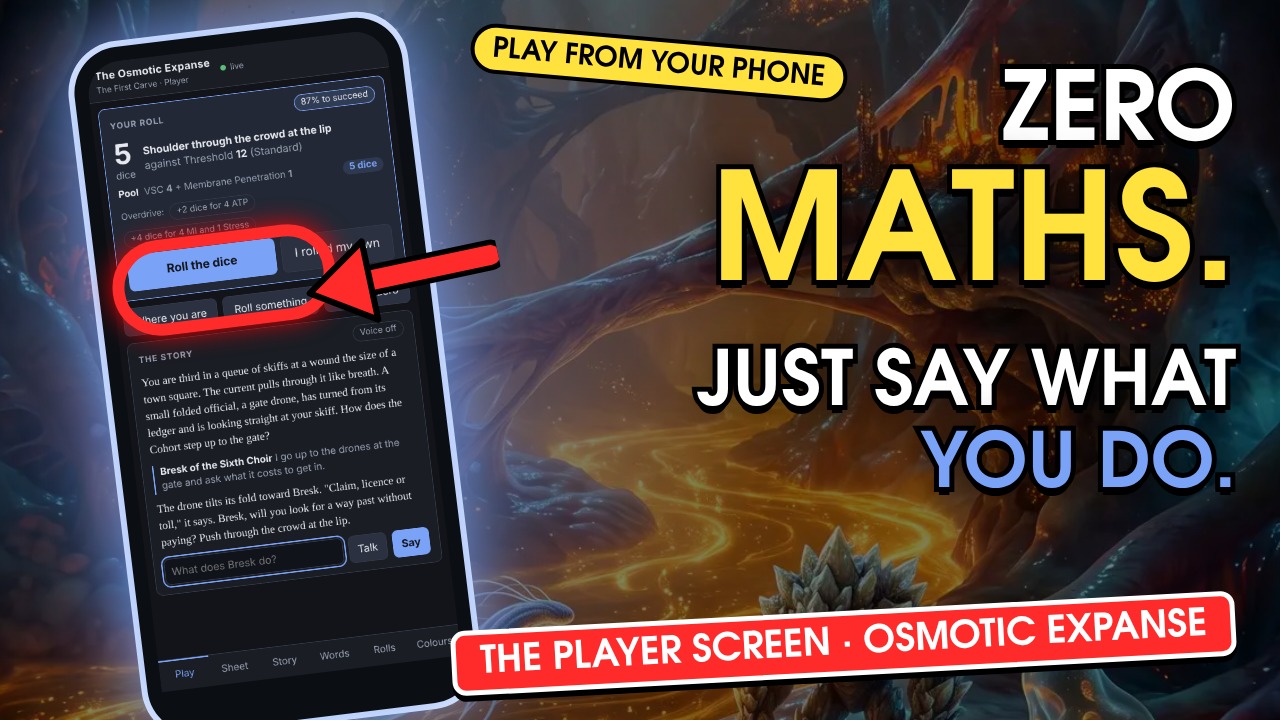 The Osmotic Expanse
live
The First Carve · Player
87% to succeed
YOUR ROLL
5
dice
Shoulder through the crowd at the lip
against Threshold 12 (Standard)
Pool VSC 4 + Membrane Penetration 1
5 dice
Overdrive: +2 dice for 4 ATP
+4 dice for 4 MI and 1 Stress
Roll the dice
I rolled my own
here you are
Roll something
THE STORY
Voice off
You are third in a queue of skiffs at a wound the size of a
town square. The current pulls through it like breath. A
small folded official, a gate drone, has turned from its
ledger and is looking straight at your skiff. How does the
Cohort step up to the gate?
Bresk of the Sixth Choir I go up to the drones at the
gate and ask what it costs to get in.
The drone tilts its fold toward Bresk. "Claim, licence or
toll," it says. Bresk, will you look for a way past without
paying? Push through the crowd at the lip.
What does Bresk do?
Talk
Say
Play
Sheet
Story
Words
Rolls
Colours
PLAY FROM YOUR PHONE
ZERO
MATHS.
JUST SAY WHAT
YOU DO.
THE PLAYER SCREEN · OSMOTIC EXPANSE